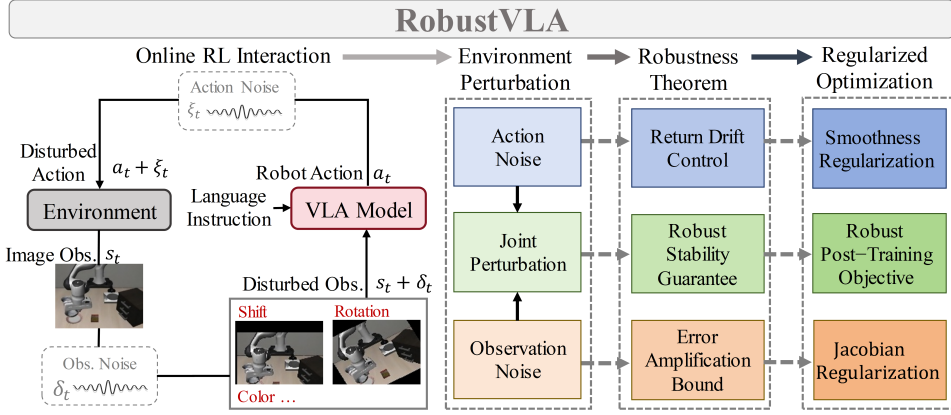 RobustVLA
Online RL Interaction
Environment
Perturbation
Robustness
Theorem
Regularized
Optimization
Action Noise
ξt
Disturbed
Action
at + ξt
Robot Action at
Language
Instruction
Environment
VLA Model
Image Obs. st
Disturbed Obs. st + δt
Shift
Rotation
Color …
Obs. Noise
δt
Action
Noise
Return Drift
Control
Smoothness
Regularization
Joint
Perturbation
Robust
Stability
Guarantee
Robust
Post−Training
Objective
Observation
Noise
Error
Amplification
Bound
Jacobian
Regularization